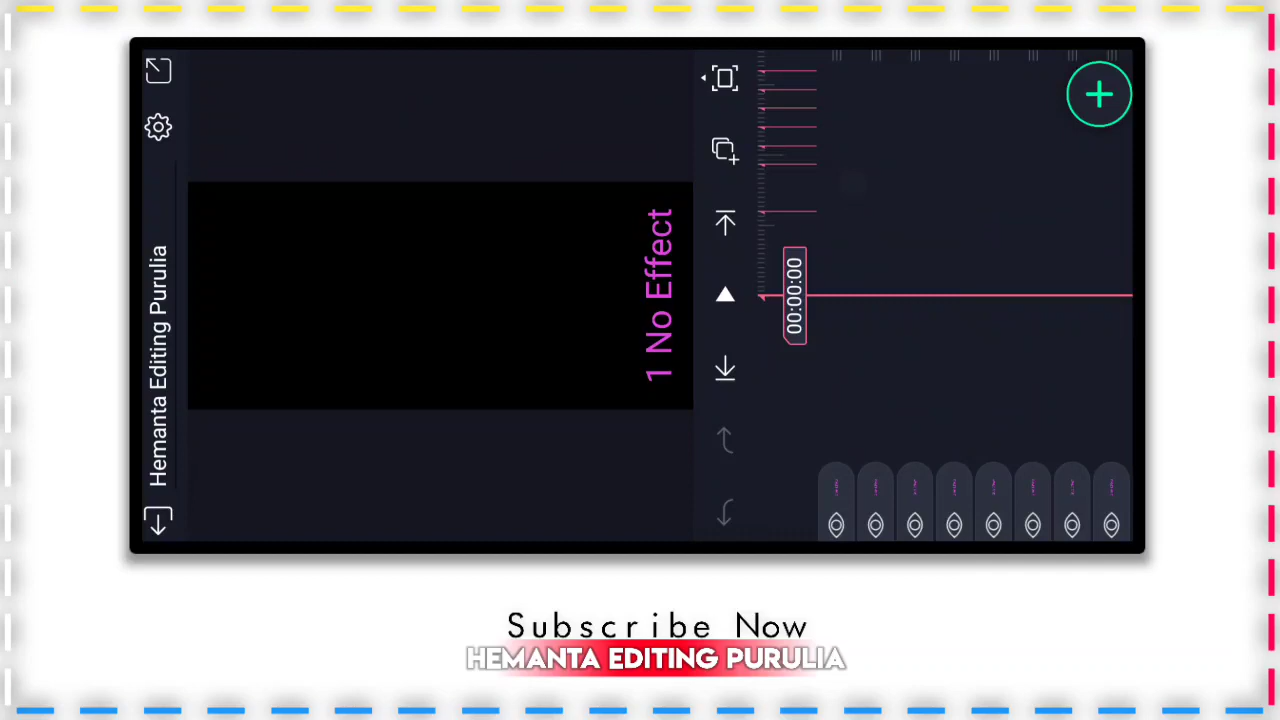 Hemanta Editing Purulia
1 No Effect
00:00:00
Subscribe Now
HEMANTA EDITING PURULIA